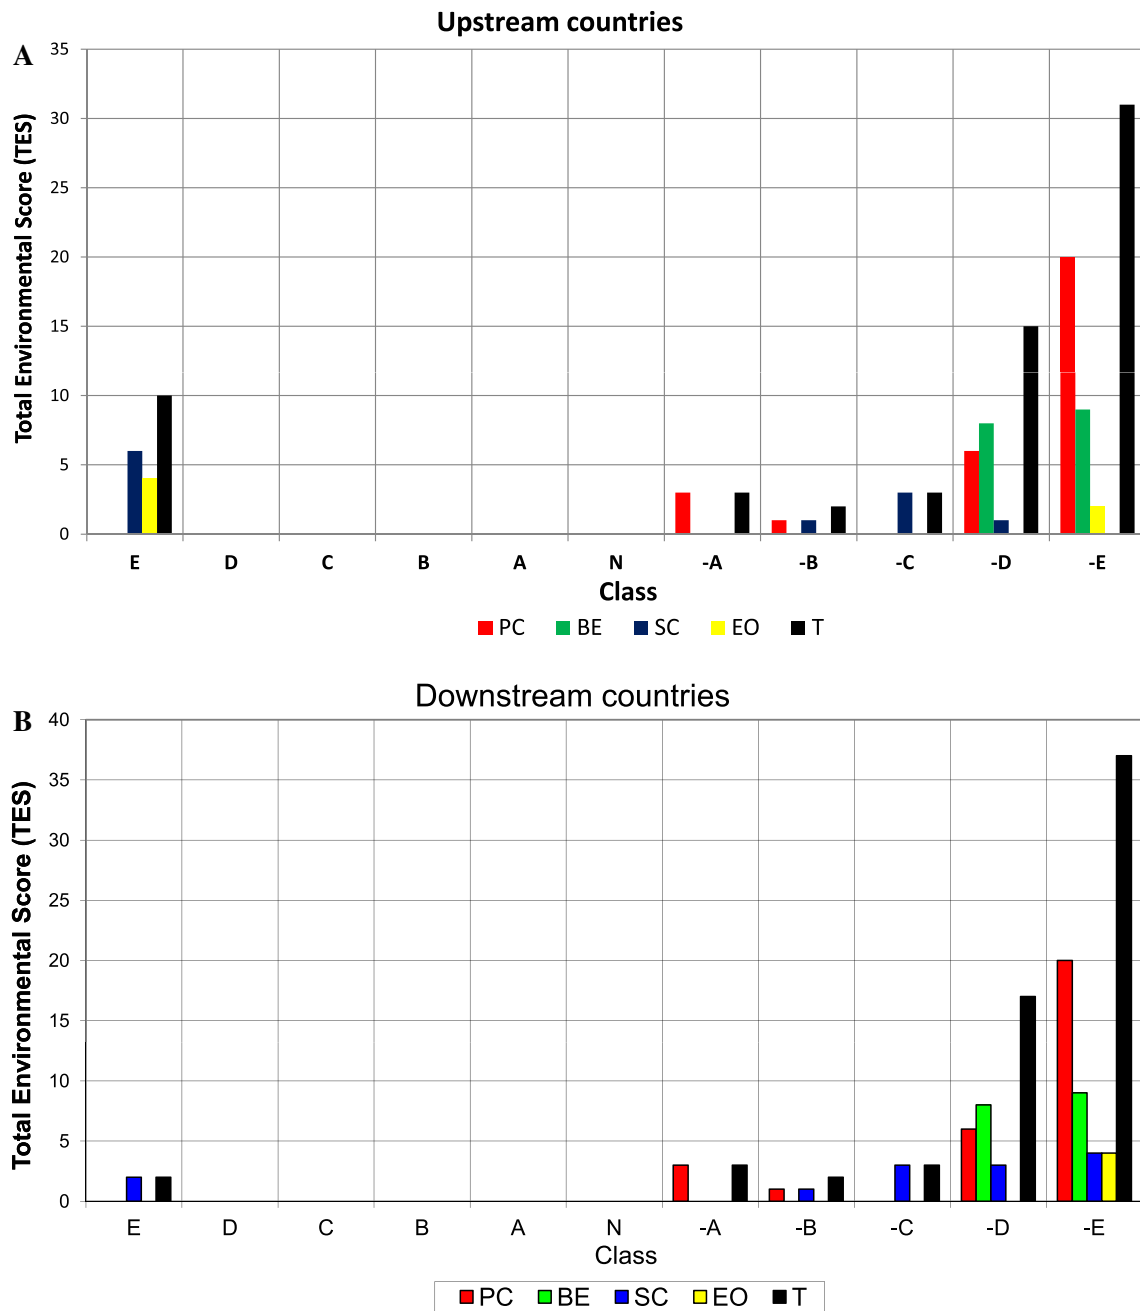 Upstream countries
A
35
30
25
20
15
10
5
0
Total Environmental Score (TES)
E D C B A N -A -B -C -D -E
Class
PC BE SC EO T
Downstream countries
B
40
35
30
25
20
15
10
5
0
Total Environmental Score (TES)
E D C B A N -A -B -C -D -E
Class
PC BE SC EO T